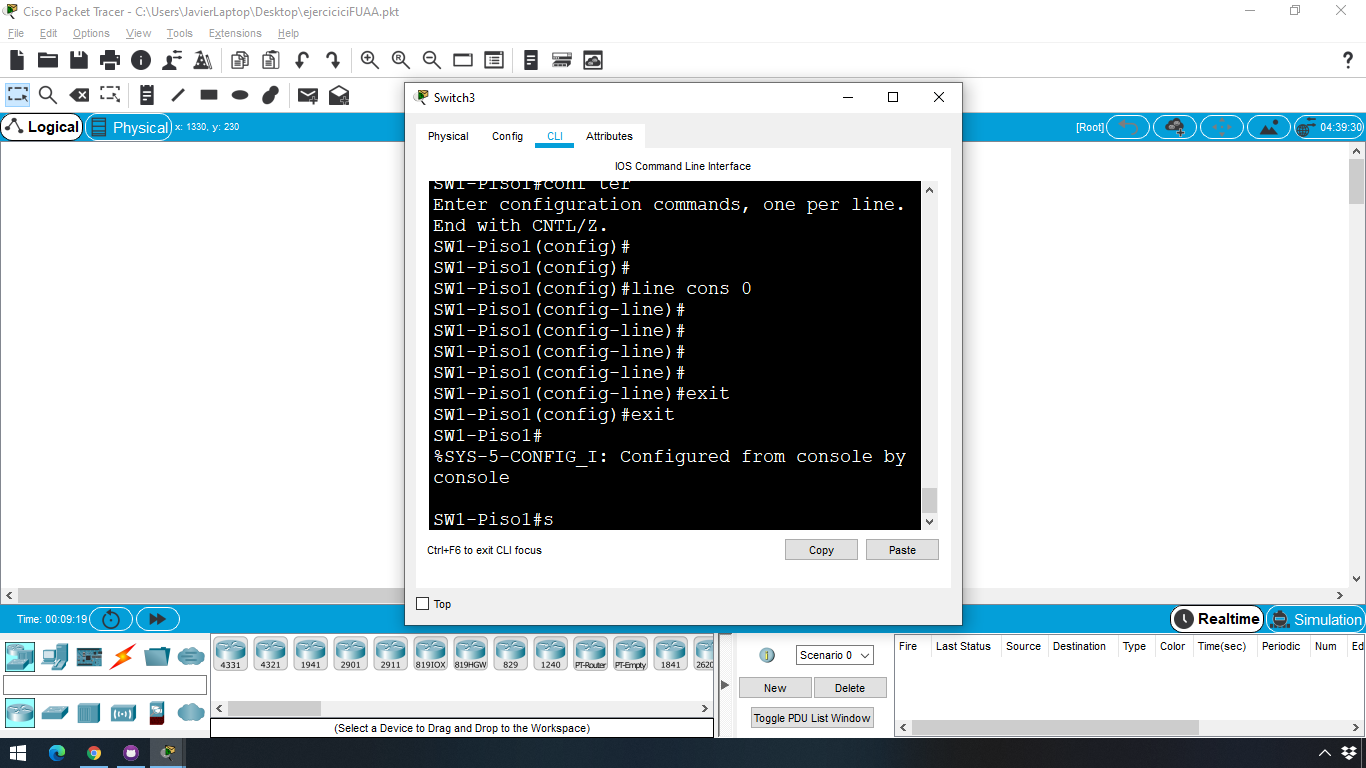 Cisco Packet Tracer - C:\Users\JavierLaptop\Desktop\ejerciciciFUAA.pkt
File Edit Options View Tools Extensions Help
Logical Physical x: 1330, y: 230 [Root] 04:39:30
Switch3
Physical Config CLI Attributes
IOS Command Line Interface
SW1-Piso1#conf ter
Enter configuration commands, one per line.
End with CNTL/Z.
SW1-Piso1(config)#
SW1-Piso1(config)#
SW1-Piso1(config)#line cons 0
SW1-Piso1(config-line)#
SW1-Piso1(config-line)#
SW1-Piso1(config-line)#
SW1-Piso1(config-line)#
SW1-Piso1(config-line)#exit
SW1-Piso1(config)#exit
SW1-Piso1#
%SYS-5-CONFIG_I: Configured from console by
console
SW1-Piso1#s
Ctrl+F6 to exit CLI focus Copy Paste
Top
Time: 00:09:19 Realtime Simulation
4331 4321 1941 2901 2911 819IOX 819HGW 829 1240 PT-Router PT-Empty 1841 2620
(Select a Device to Drag and Drop to the Workspace)
Scenario 0
New Delete
Toggle PDU List Window
Fire Last Status Source Destination Type Color Time(sec) Periodic Num Ed